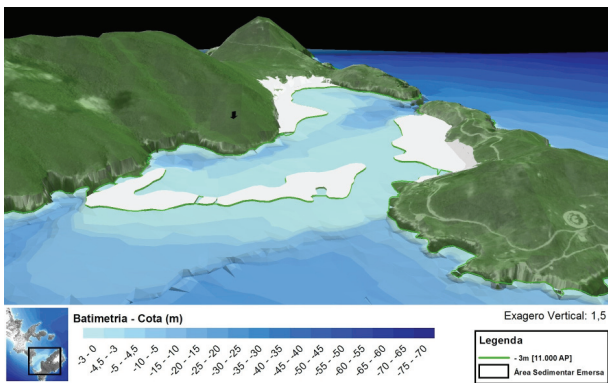 Batimetria - Cota (m)
-3 - 0
-4,5 - -3
-5 - -4,5
-10 - -5
-15 - -10
-20 - -15
-25 - -20
-30 - -25
-35 - -30
-40 - -35
-45 - -40
-50 - -45
-55 - -50
-60 - -55
-65 - -60
-70 - -65
-75 - -70
Exagero Vertical: 1,5
Legenda
- 3m [11.000 AP]
Área Sedimentar Emersa